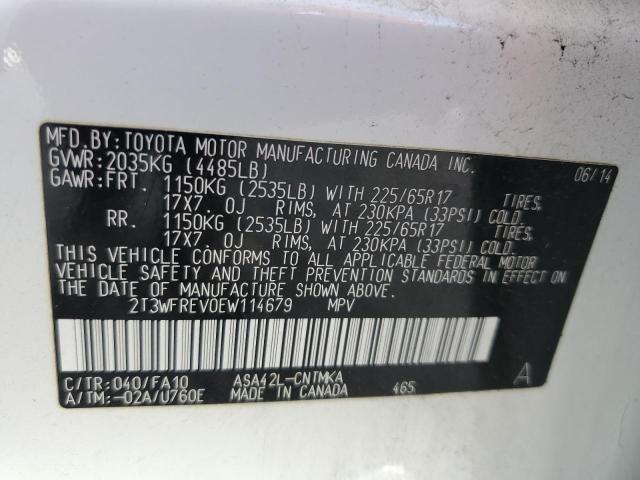 MFD.BY:TOYOTA MOTOR MANUFACTURING CANADA INC. 06/14
GVWR:2035KG (4485LB)
GAWR:FRT. 1150KG (2535LB) WITH 225/65R17 TIRES,
17X7.0J RIMS, AT 230KPA (33PSI) COLD.
RR. 1150KG (2535LB) WITH 225/65R17 TIRES,
17X7.0J RIMS, AT 230KPA (33PSI) COLD.
THIS VEHICLE CONFORMS TO ALL APPLICABLE FEDERAL MOTOR
VEHICLE SAFETY AND THEFT PREVENTION STANDARDS IN EFFECT ON
THE DATE OF MANUFACTURE SHOWN ABOVE.
2T3WFREV0EW114679 MPV
C/TR:040/FA10 ASA42L-CNTMKA A
A/TM:-02A/U760E MADE IN CANADA 465